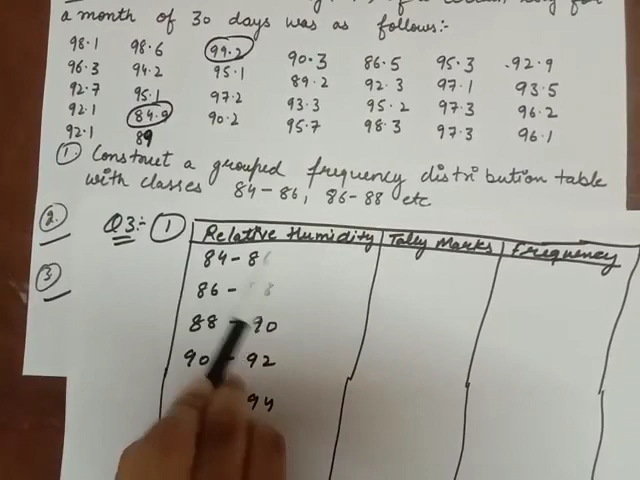 a month of 30 days was as follows:-
98.1 98.6 99.2 90.3 86.5 95.3 .92.9
96.3 94.2 95.1 89.2 92.3 97.1 93.5
92.7 95.1 97.2 93.3 95.2 97.3 96.2
92.1 84.9 90.2 95.7 98.3 97.3 96.1
92.1 89
① Construct a grouped frequency distribution table
with classes 84-86, 86-88 etc
2.
3
Q3:- ①
Relative Humidity Tally Marks Frequency
84-86
86-88
88-90
90-92
94